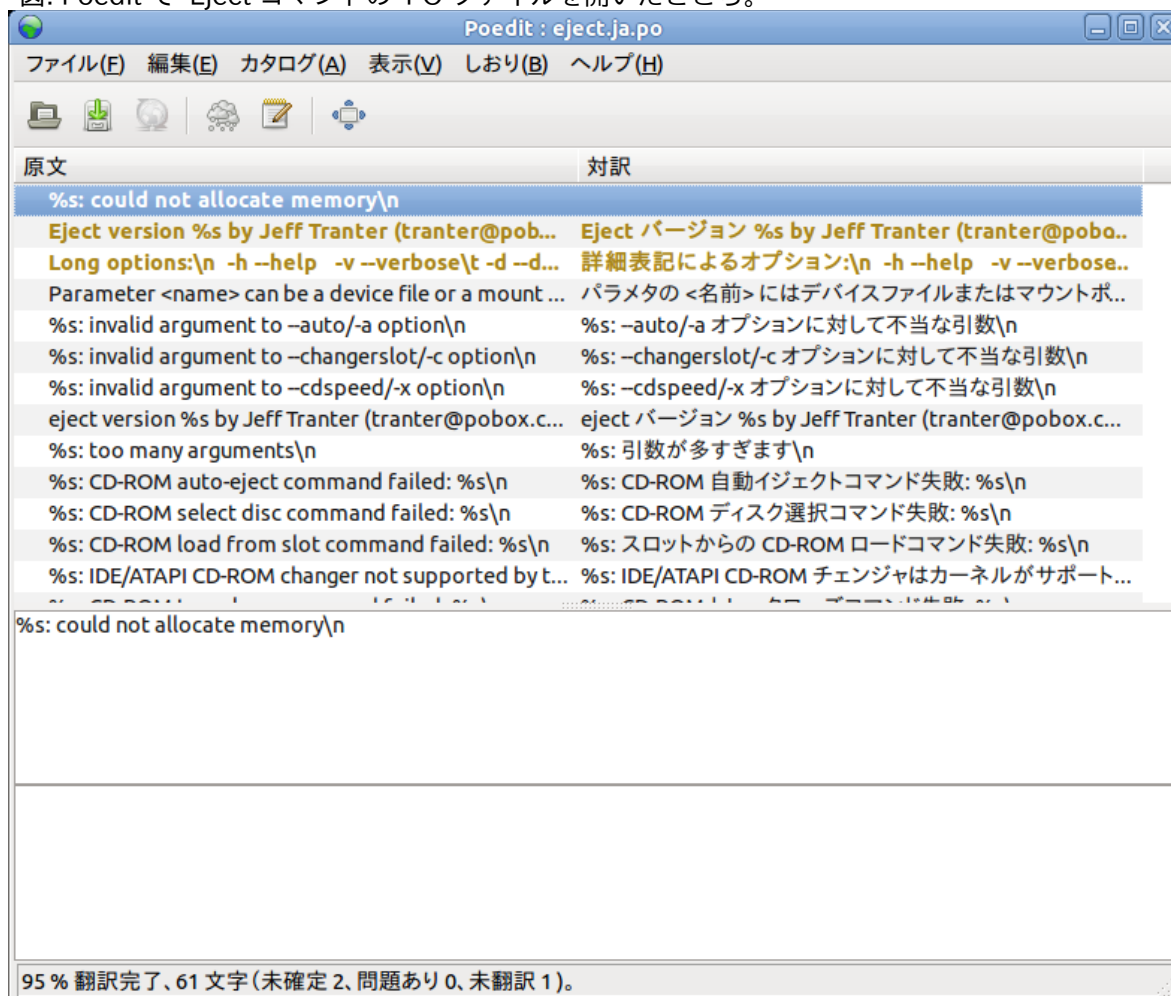 Poedit : eject.ja.po
ファイル(F) 編集(E) カタログ(A) 表示(V) しおり(B) ヘルプ(H)
原文 対訳
%s: could not allocate memory\n
Eject version %s by Jeff Tranter (tranter@pob... Eject バージョン %s by Jeff Tranter (tranter@pobo..
Long options:\n -h --help -v --verbose\t -d --d... 詳細表記によるオプション:\n -h --help -v --verbose..
Parameter <name> can be a device file or a mount ... パラメタの <名前> にはデバイスファイルまたはマウントポ...
%s: invalid argument to --auto/-a option\n %s: --auto/-a オプションに対して不当な引数\n
%s: invalid argument to --changerslot/-c option\n %s: --changerslot/-c オプションに対して不当な引数\n
%s: invalid argument to --cdspeed/-x option\n %s: --cdspeed/-x オプションに対して不当な引数\n
eject version %s by Jeff Tranter (tranter@pobox.c... eject バージョン %s by Jeff Tranter (tranter@pobox.c...
%s: too many arguments\n %s: 引数が多すぎます\n
%s: CD-ROM auto-eject command failed: %s\n %s: CD-ROM 自動イジェクトコマンド失敗: %s\n
%s: CD-ROM select disc command failed: %s\n %s: CD-ROM ディスク選択コマンド失敗: %s\n
%s: CD-ROM load from slot command failed: %s\n %s: スロットからの CD-ROM ロードコマンド失敗: %s\n
%s: IDE/ATAPI CD-ROM changer not supported by t... %s: IDE/ATAPI CD-ROM チェンジャはカーネルがサポート...
%s: could not allocate memory\n
95 % 翻訳完了、61 文字 (未確定 2、問題あり 0、未翻訳 1 )。